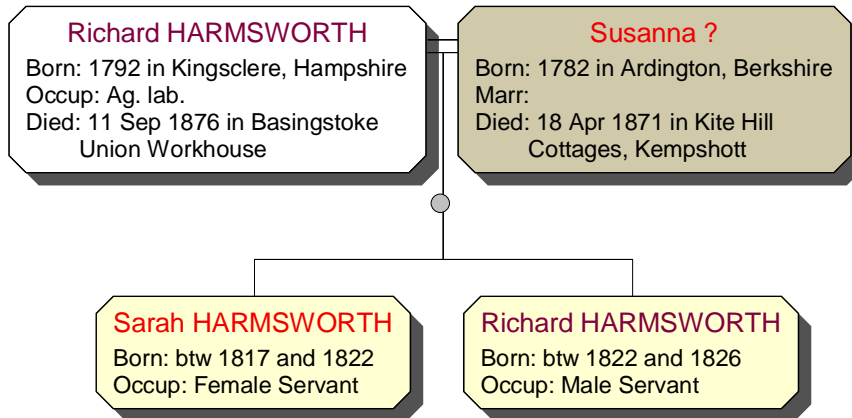 Richard HARMSWORTH
Born: 1792 in Kingsclere, Hampshire
Occup: Ag. lab.
Died: 11 Sep 1876 in Basingstoke
Union Workhouse
Susanna ?
Born: 1782 in Ardington, Berkshire
Marr:
Died: 18 Apr 1871 in Kite Hill
Cottages, Kempshott
Sarah HARMSWORTH
Born: btw 1817 and 1822
Occup: Female Servant
Richard HARMSWORTH
Born: btw 1822 and 1826
Occup: Male Servant